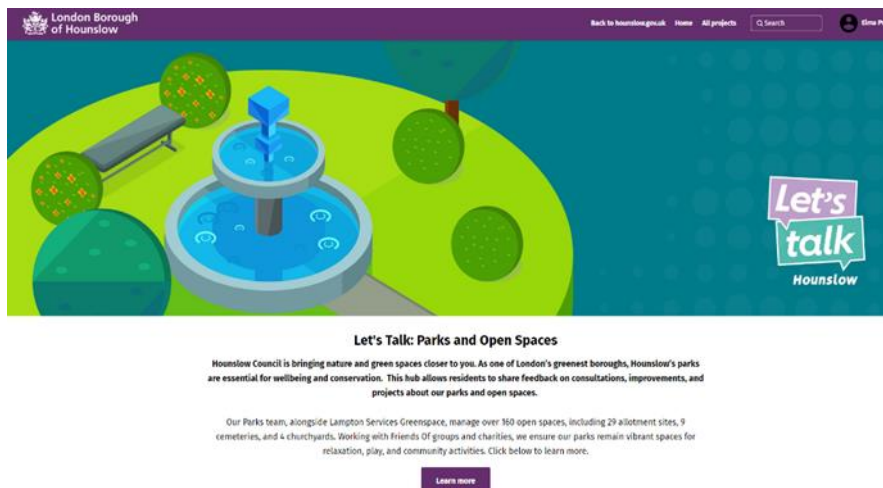 London Borough
of Hounslow
Back to hounslow.gov.uk Home All projects Search Elma
Let's
talk
Hounslow
Let's Talk: Parks and Open Spaces
Hounslow Council is bringing nature and green spaces closer to you. As one of London's greenest boroughs, Hounslow's parks
are essential for wellbeing and conservation. This hub allows residents to share feedback on consultations, improvements, and
projects about our parks and open spaces.
Our Parks team, alongside Lampton Services Greenspace, manage over 160 open spaces, including 29 allotment sites, 9
cemeteries, and 4 churchyards. Working with Friends Of groups and charities, we ensure our parks remain vibrant spaces for
relaxation, play, and community activities. Click below to learn more.
Learn more